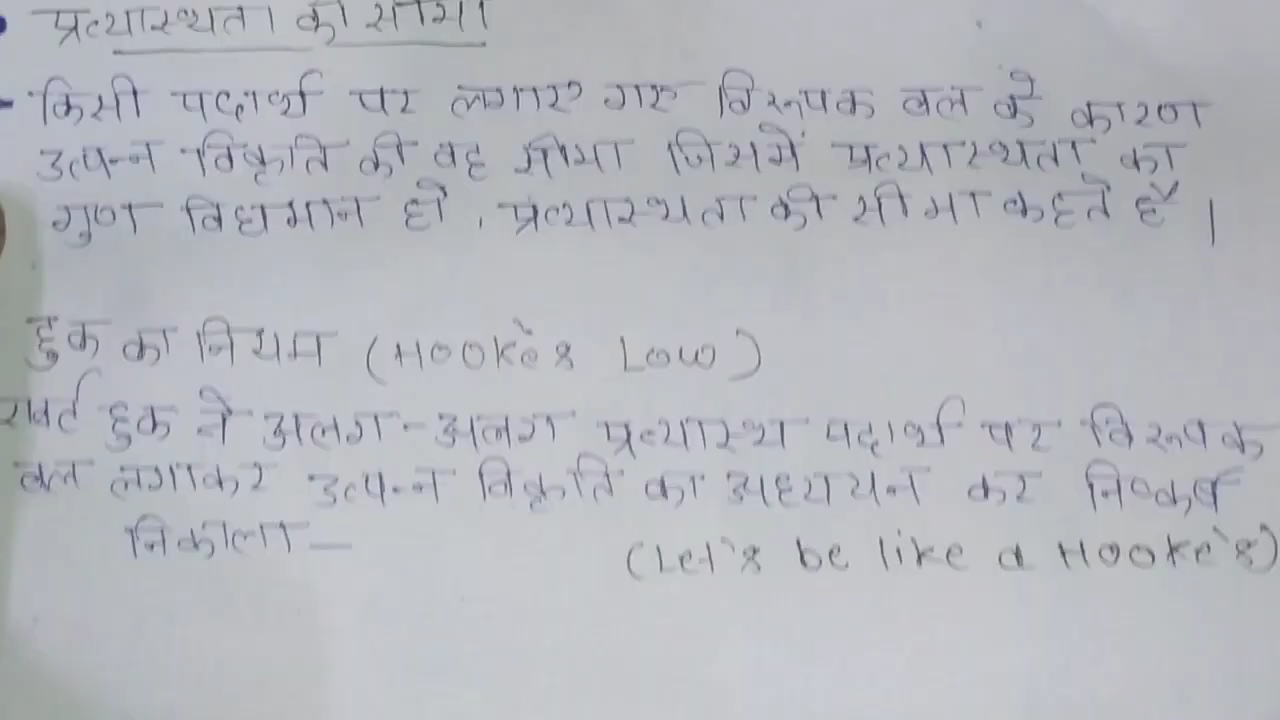 प्रत्यास्थता की सीमा
किसी पदार्थ पर लगाए गए विरूपक बल के कारण
उत्पन्न विकृति की वह सीमा जिसमें प्रत्यास्थता का
गुण विद्यमान हो, प्रत्यास्थता की सीमा कहते हैं।
हुक का नियम (HOOKe's Low)
राबर्ट हुक ने अलग-अलग प्रत्यास्थ पदार्थ पर विरूपक
बल लगाकर उत्पन्न विकृति का अध्ययन कर निष्कर्ष
निकाला –
(Let's be like a HOOKe's)